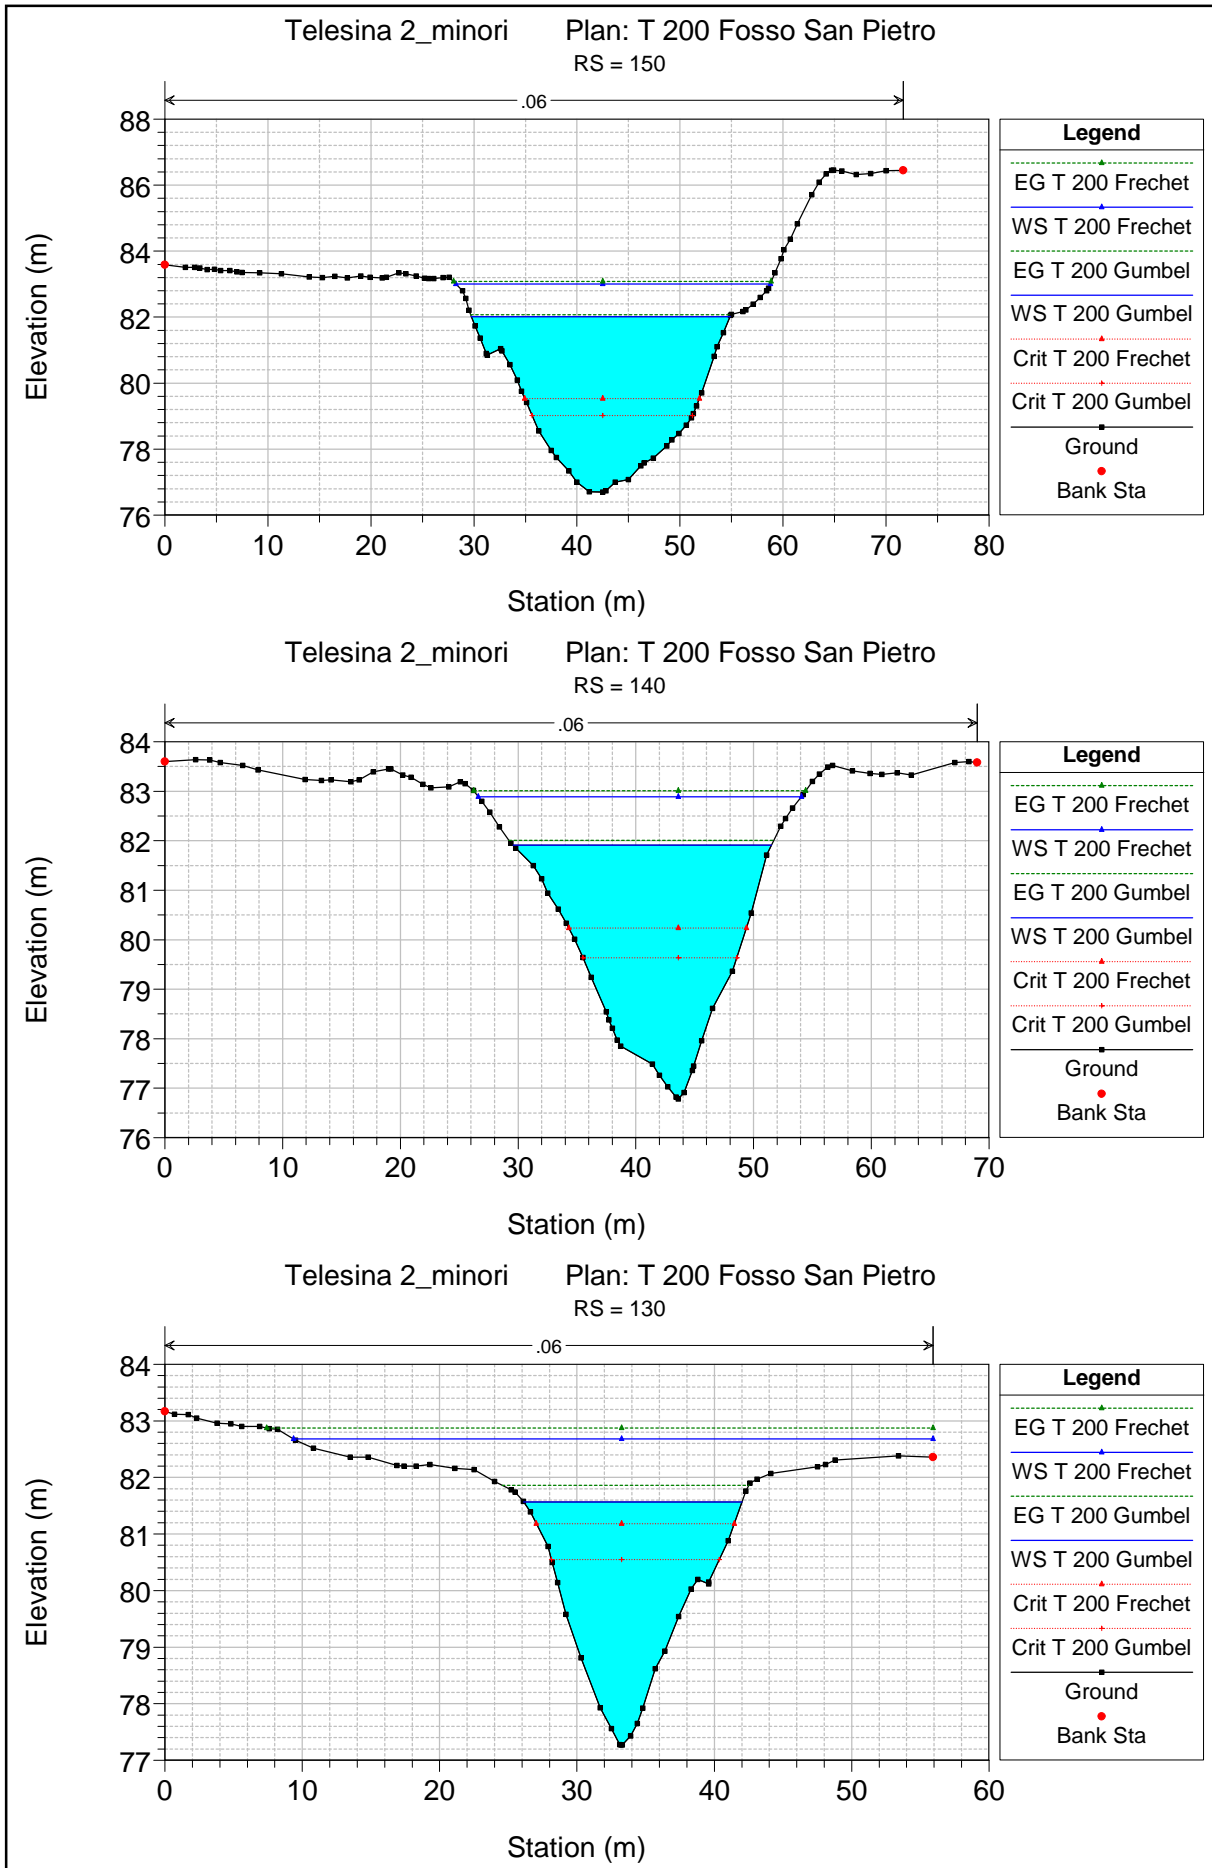 Telesina 2_minori Plan: T 200 Fosso San Pietro
RS = 150
.06
88
86
84
82
80
78
76
0 10 20 30 40 50 60 70 80
Elevation (m)
Station (m)
Legend
EG T 200 Frechet
WS T 200 Frechet
EG T 200 Gumbel
WS T 200 Gumbel
Crit T 200 Frechet
Crit T 200 Gumbel
Ground
Bank Sta
Telesina 2_minori Plan: T 200 Fosso San Pietro
RS = 140
.06
84
83
82
81
80
79
78
77
76
0 10 20 30 40 50 60 70
Elevation (m)
Station (m)
Legend
EG T 200 Frechet
WS T 200 Frechet
EG T 200 Gumbel
WS T 200 Gumbel
Crit T 200 Frechet
Crit T 200 Gumbel
Ground
Bank Sta
Telesina 2_minori Plan: T 200 Fosso San Pietro
RS = 130
.06
84
83
82
81
80
79
78
77
0 10 20 30 40 50 60
Elevation (m)
Station (m)
Legend
EG T 200 Frechet
WS T 200 Frechet
EG T 200 Gumbel
WS T 200 Gumbel
Crit T 200 Frechet
Crit T 200 Gumbel
Ground
Bank Sta